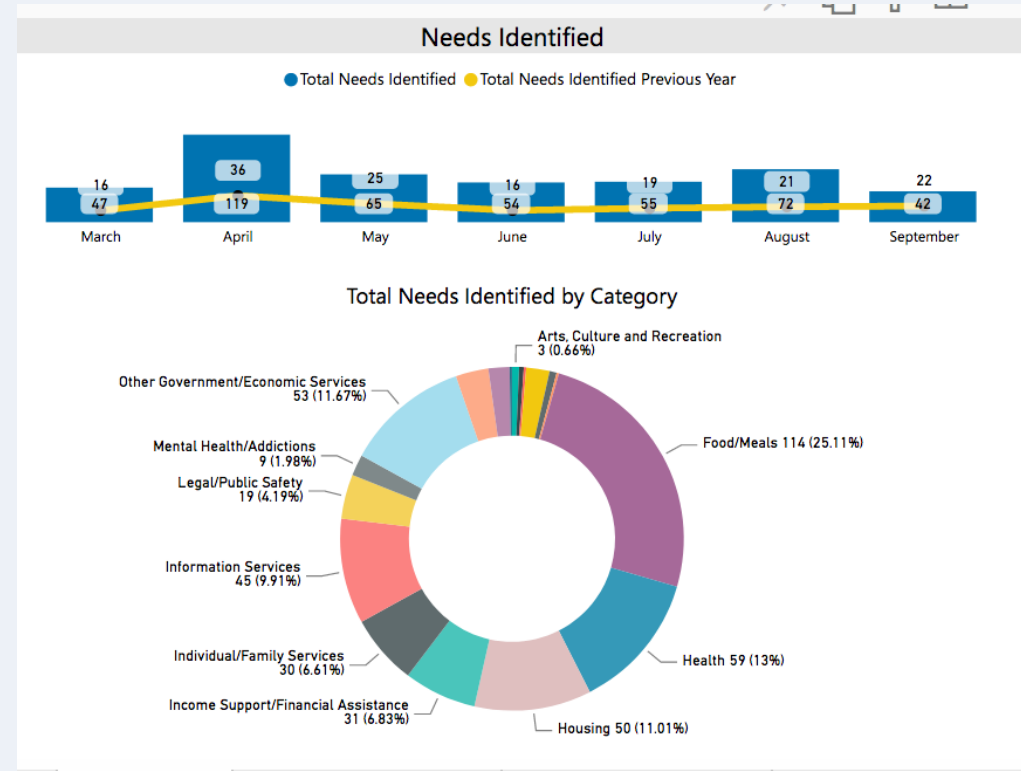 Needs Identified
Total Needs Identified Total Needs Identified Previous Year
16 36 25 16 19 21 22
47 119 65 54 55 72 42
March April May June July August September
Total Needs Identified by Category
Arts, Culture and Recreation
3 (0.66%)
Other Government/Economic Services
53 (11.67%)
Food/Meals 114 (25.11%)
Mental Health/Addictions
9 (1.98%)
Legal/Public Safety
19 (4.19%)
Information Services
45 (9.91%)
Individual/Family Services
30 (6.61%)
Health 59 (13%)
Income Support/Financial Assistance
31 (6.83%)
Housing 50 (11.01%)